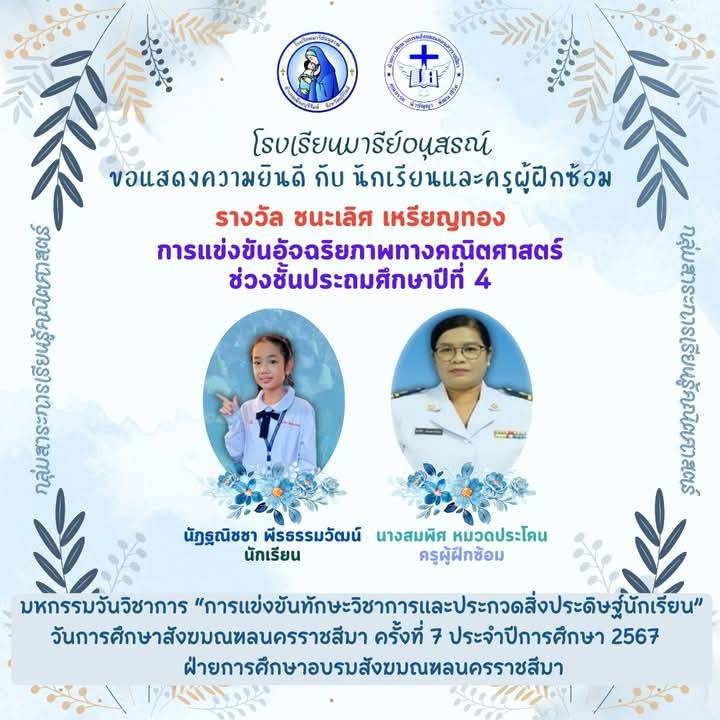 โรงเรียนมารีย์อนุสรณ์
ขอแสดงความยินดี กับ นักเรียนและครูผู้ฝึกซ้อม
รางวัล ชนะเลิศ เหรียญทอง
การแข่งขันอัจฉริยภาพทางคณิตศาสตร์
ช่วงชั้นประถมศึกษาปีที่ 4
กลุ่มสาระการเรียนรู้คณิตศาสตร์
กลุ่มสาระการเรียนรู้คณิตศาสตร์
นัฏฐณิชชา พีรธรรมวัฒน์
นักเรียน
นางสมพิศ หมวดประโคน
ครูผู้ฝึกซ้อม
มหกรรมวันวิชาการ "การแข่งขันทักษะวิชาการและประกวดสิ่งประดิษฐ์นักเรียน"
วันการศึกษาสังฆมณฑลนครราชสีมา ครั้งที่ 7 ประจำปีการศึกษา 2567
ฝ่ายการศึกษาอบรมสังฆมณฑลนครราชสีมา